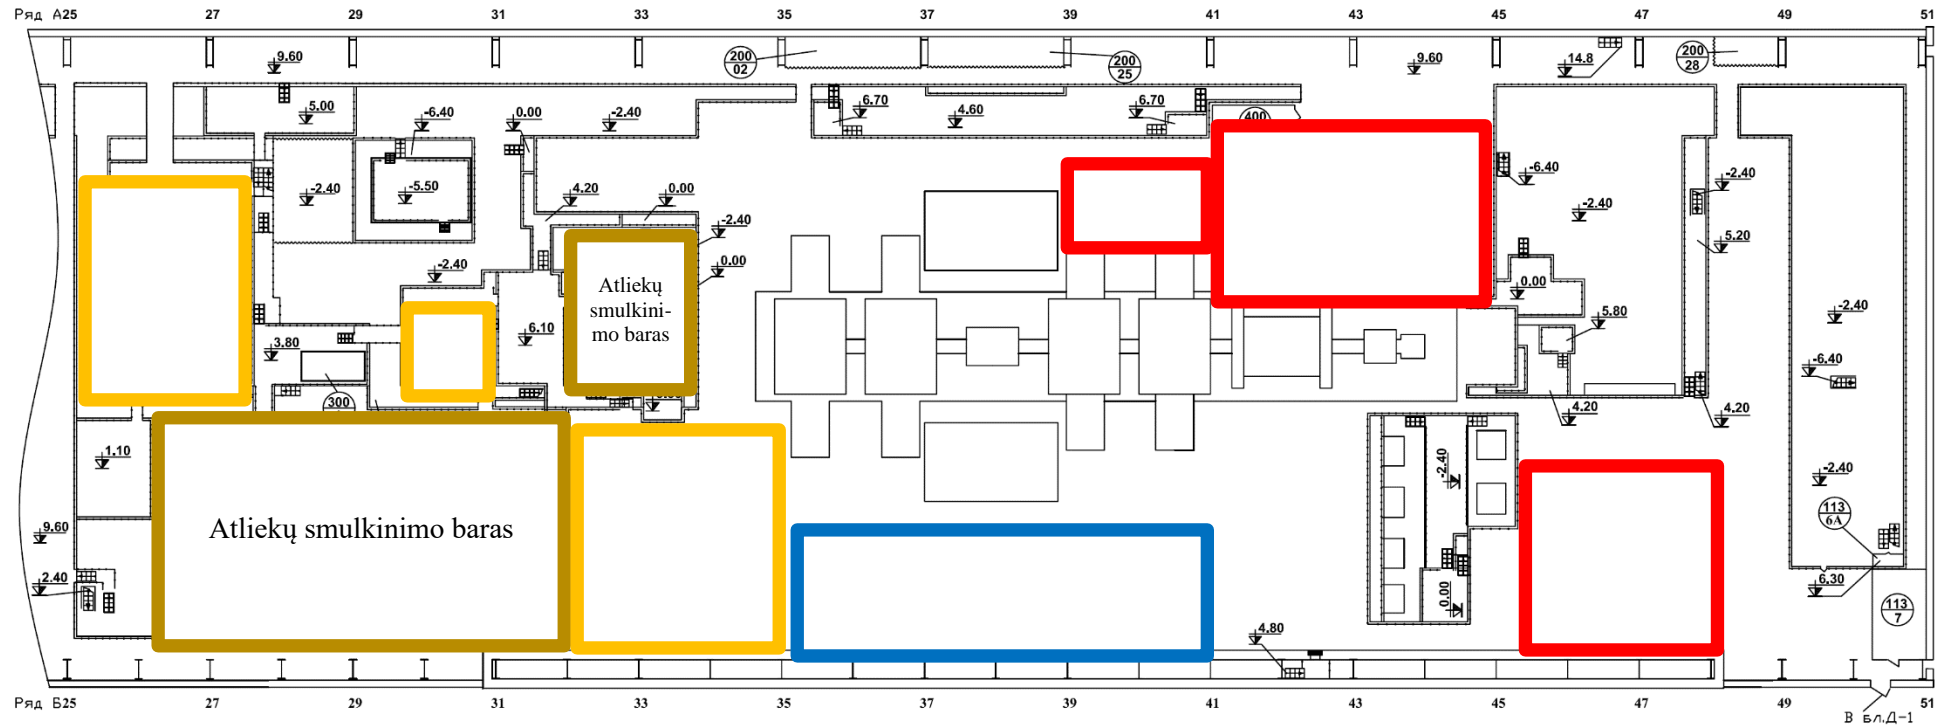 Ряд А25 27 29 31 33 35 37 39 41 43 45 47 49 51
9.60 200 02 200 25 9.60 14.8 200 28
5.00 -6.40 0.00 -2.40 6.70 4.60 6.70 400
-2.40 -5.50 4.20 0.00 -6.40 -2.40 -2.40
-2.40 5.20
-2.40 0.00 0.00 -2.40
Atliekų
smulkini-
mo baras
3.80 6.10 5.80
-6.40
300 4.20 4.20
1.10 -2.40 -2.40
Atliekų smulkinimo baras
9.60 113 6А
2.40 0.00 6.30
113 7
4.80
Ряд Б25 27 29 31 33 35 37 39 41 43 45 47 49 51
В бл.Д-1